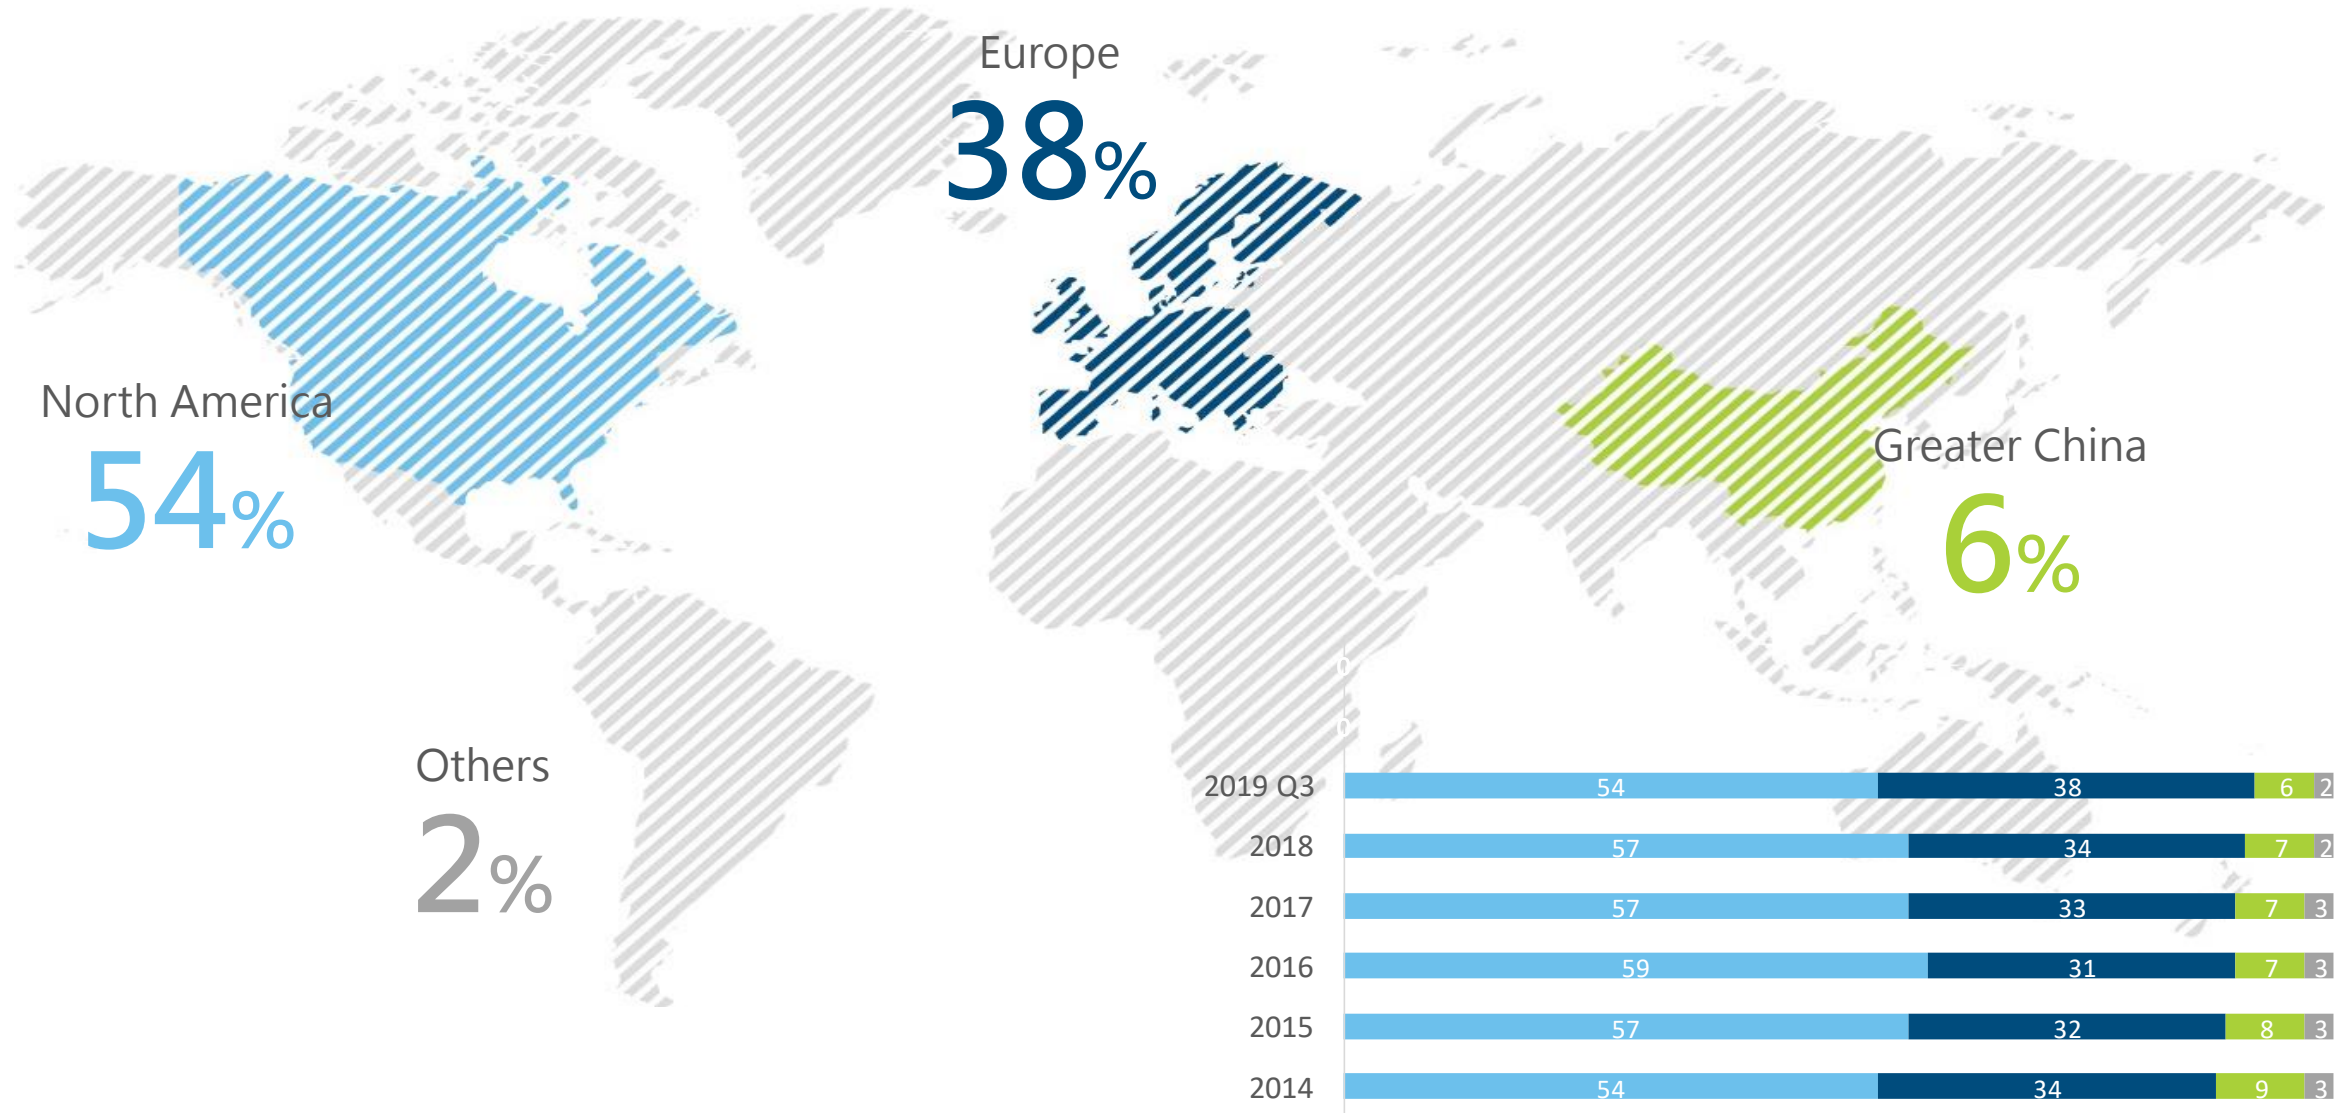 Europe
38%
North America
54%
Greater China
6%
Others
2%
0
0
2019 Q3 54 38 6 2
2018 57 34 7 2
2017 57 33 7 3
2016 59 31 7 3
2015 57 32 8 3
2014 54 34 9 3